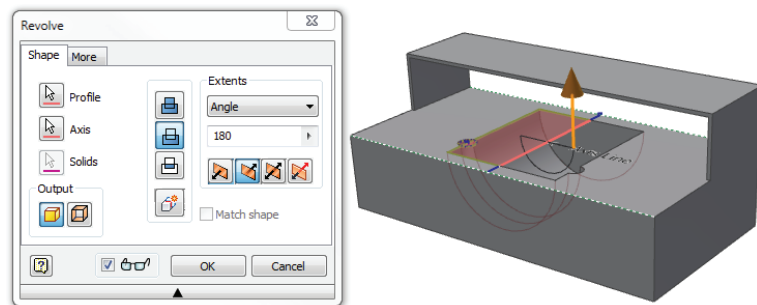 Revolve
Shape
More
Profile
Axis
Solids
Output
Extents
Angle
180
Match shape
OK
Cancel